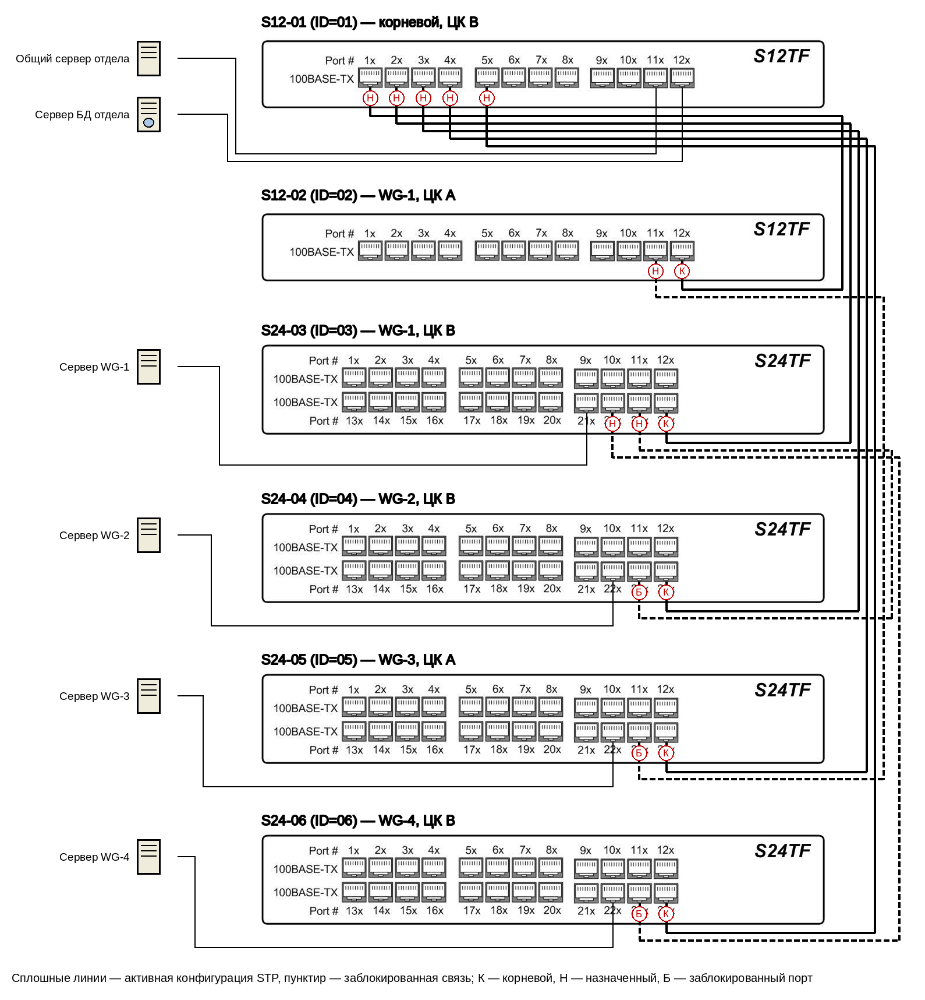 S12-01 (ID=01) — корневой, ЦК B
Общий сервер отдела
Сервер БД отдела
S12TF
Port # 1x 2x 3x 4x 5x 6x 7x 8x 9x 10x 11x 12x
100BASE-TX
Н Н Н Н Н
S12-02 (ID=02) — WG-1, ЦК A
S12TF
Port # 1x 2x 3x 4x 5x 6x 7x 8x 9x 10x 11x 12x
100BASE-TX
Н К
S24-03 (ID=03) — WG-1, ЦК B
Сервер WG-1
S24TF
Port # 1x 2x 3x 4x 5x 6x 7x 8x 9x 10x 11x 12x
100BASE-TX
100BASE-TX
Port # 13x 14x 15x 16x 17x 18x 19x 20x 21x
Н Н К
S24-04 (ID=04) — WG-2, ЦК B
Сервер WG-2
S24TF
Port # 1x 2x 3x 4x 5x 6x 7x 8x 9x 10x 11x 12x
100BASE-TX
100BASE-TX
Port # 13x 14x 15x 16x 17x 18x 19x 20x 21x 22x
Б К
S24-05 (ID=05) — WG-3, ЦК A
Сервер WG-3
S24TF
Port # 1x 2x 3x 4x 5x 6x 7x 8x 9x 10x 11x 12x
100BASE-TX
100BASE-TX
Port # 13x 14x 15x 16x 17x 18x 19x 20x 21x 22x
Б К
S24-06 (ID=06) — WG-4, ЦК B
Сервер WG-4
S24TF
Port # 1x 2x 3x 4x 5x 6x 7x 8x 9x 10x 11x 12x
100BASE-TX
100BASE-TX
Port # 13x 14x 15x 16x 17x 18x 19x 20x 21x 22x
Б К
Сплошные линии — активная конфигурация STP, пунктир — заблокированная связь; К — корневой, Н — назначенный, Б — заблокированный порт